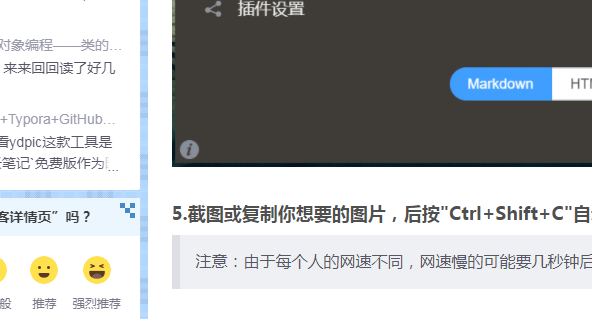 对象编程——类的…
来来回回读了好几
+Typora+GitHub…
看ydpic这款工具是
笔记`免费版作为
客详情页”吗？
般
推荐
强烈推荐
插件设置
Markdown
HT
5.截图或复制你想要的图片，后按"Ctrl+Shift+C"自
注意：由于每个人的网速不同，网速慢的可能要几秒钟后